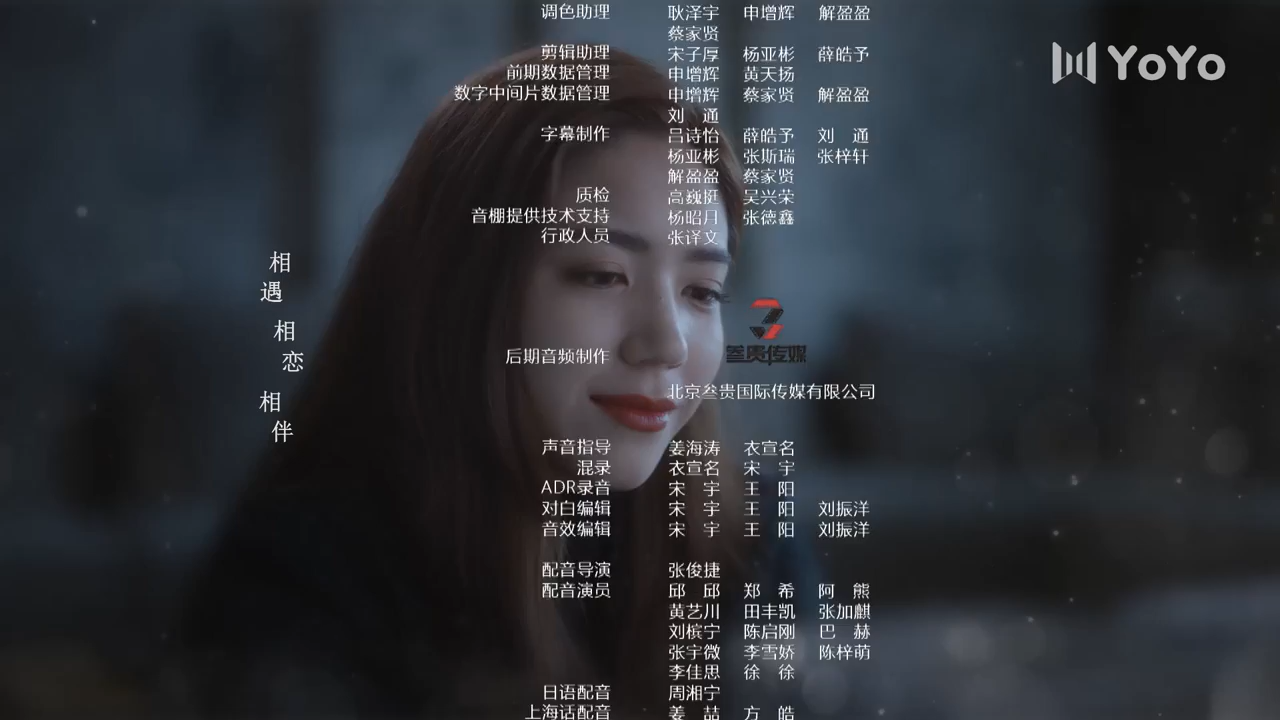 调色助理 耿泽宇 申增辉 解盈盈
蔡家贤
剪辑助理 宋子厚 杨亚彬 薛皓予
前期数据管理 申增辉 黄天扬
数字中间片数据管理 申增辉 蔡家贤 解盈盈
刘 通
字幕制作 吕诗怡 薛皓予 刘 通
杨亚彬 张斯瑞 张梓轩
解盈盈 蔡家贤
质检 高巍挺 吴兴荣
音棚提供技术支持 杨昭月 张德鑫
行政人员 张译文
YoYo
相
遇
相
恋
相
伴
叁贵传媒
后期音频制作
北京叁贵国际传媒有限公司
声音指导 姜海涛 衣宣名
混录 衣宣名 宋 宇
ADR录音 宋 宇 王 阳
对白编辑 宋 宇 王 阳 刘振洋
音效编辑 宋 宇 王 阳 刘振洋
配音导演 张俊捷
配音演员 邱 邱 郑 希 阿 熊
黄艺川 田丰凯 张加麒
刘槟宁 陈启刚 巴 赫
张宇微 李雪娇 陈梓萌
李佳思 徐 徐
日语配音 周湘宁
上海话配音 姜 喆 方 皓